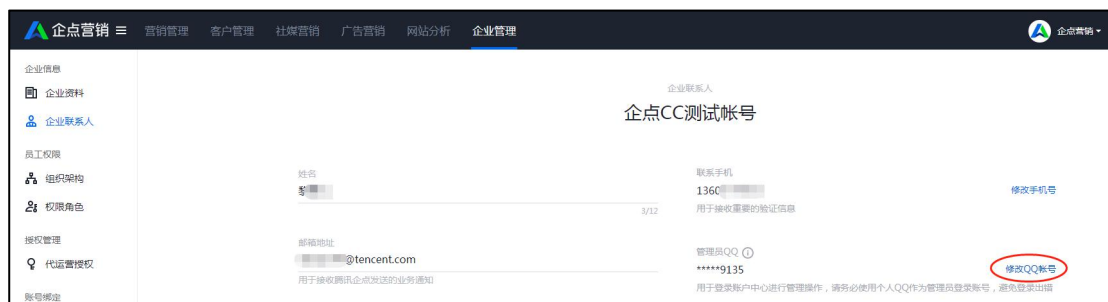 企点营销
营销管理 客户管理 社媒营销 广告营销 网站分析 企业管理
企点营销
企业信息
企业资料
企业联系人
员工权限
组织架构
权限角色
授权管理
代运营授权
账号绑定
企业联系人
企点CC测试帐号
姓名
黎
3/12
联系手机
1360
修改手机号
用于接收重要的验证信息
邮箱地址
@tencent.com
用于接收腾讯企点发送的业务通知
管理员QQ
*****9135
修改QQ帐号
用于登录账户中心进行管理操作,请务必使用个人QQ作为管理员登录账号,避免登录出错